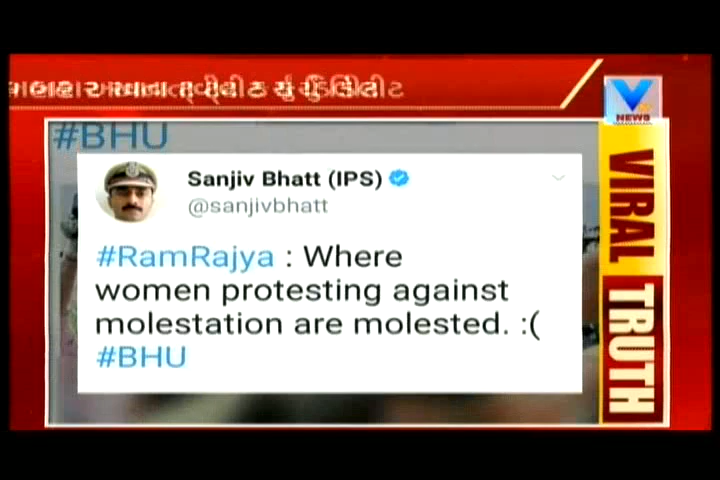 NEWS
#BHU
Sanjiv Bhatt (IPS)
@sanjivbhatt
#RamRajya : Where
women protesting against
molestation are molested. :(
#BHU
VIRAL
TRUTH